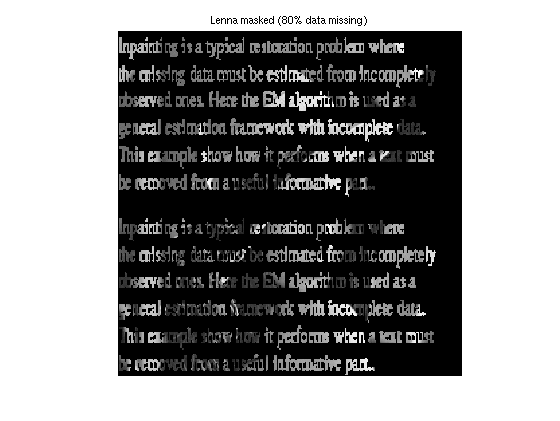 Lenna masked (80% data missing)
Inpainting is a typical restoration problem where
the missing data must be estimated from incompletely
observed ones. Here the EM algorithm is used as a
general estimation framework with incomplete data.
This example show how it performs when a text must
be removed from a useful informative part..
Inpainting is a typical restoration problem where
the missing data must be estimated from incompletely
observed ones. Here the EM algorithm is used as a
general estimation framework with incomplete data.
This example show how it performs when a text must
be removed from a useful informative part..